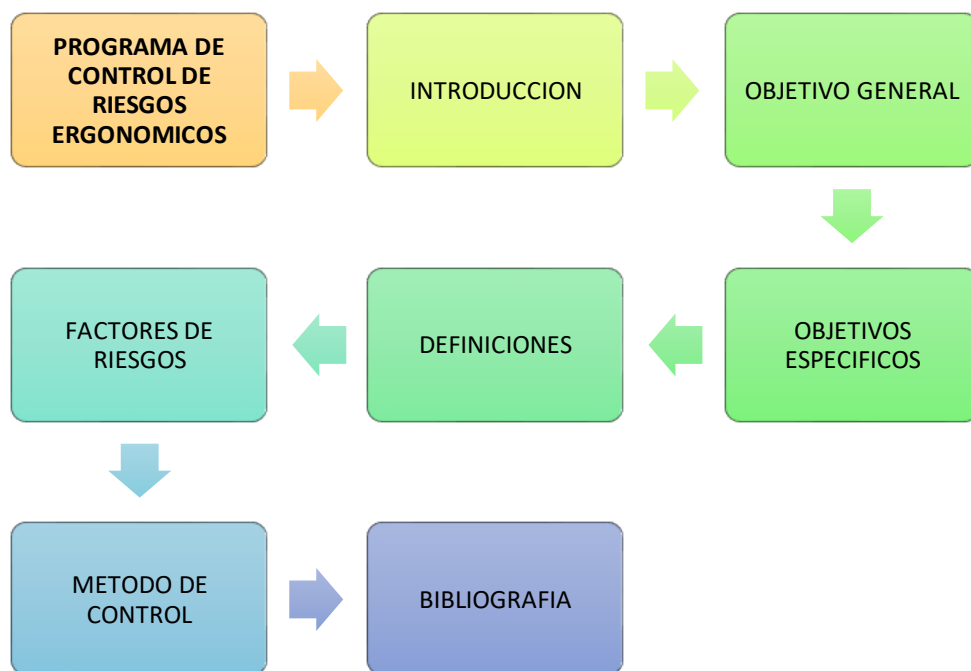 PROGRAMA DE
CONTROL DE
RIESGOS
ERGONOMICOS
INTRODUCCION
OBJETIVO GENERAL
OBJETIVOS
ESPECIFICOS
DEFINICIONES
FACTORES DE
RIESGOS
METODO DE
CONTROL
BIBLIOGRAFIA